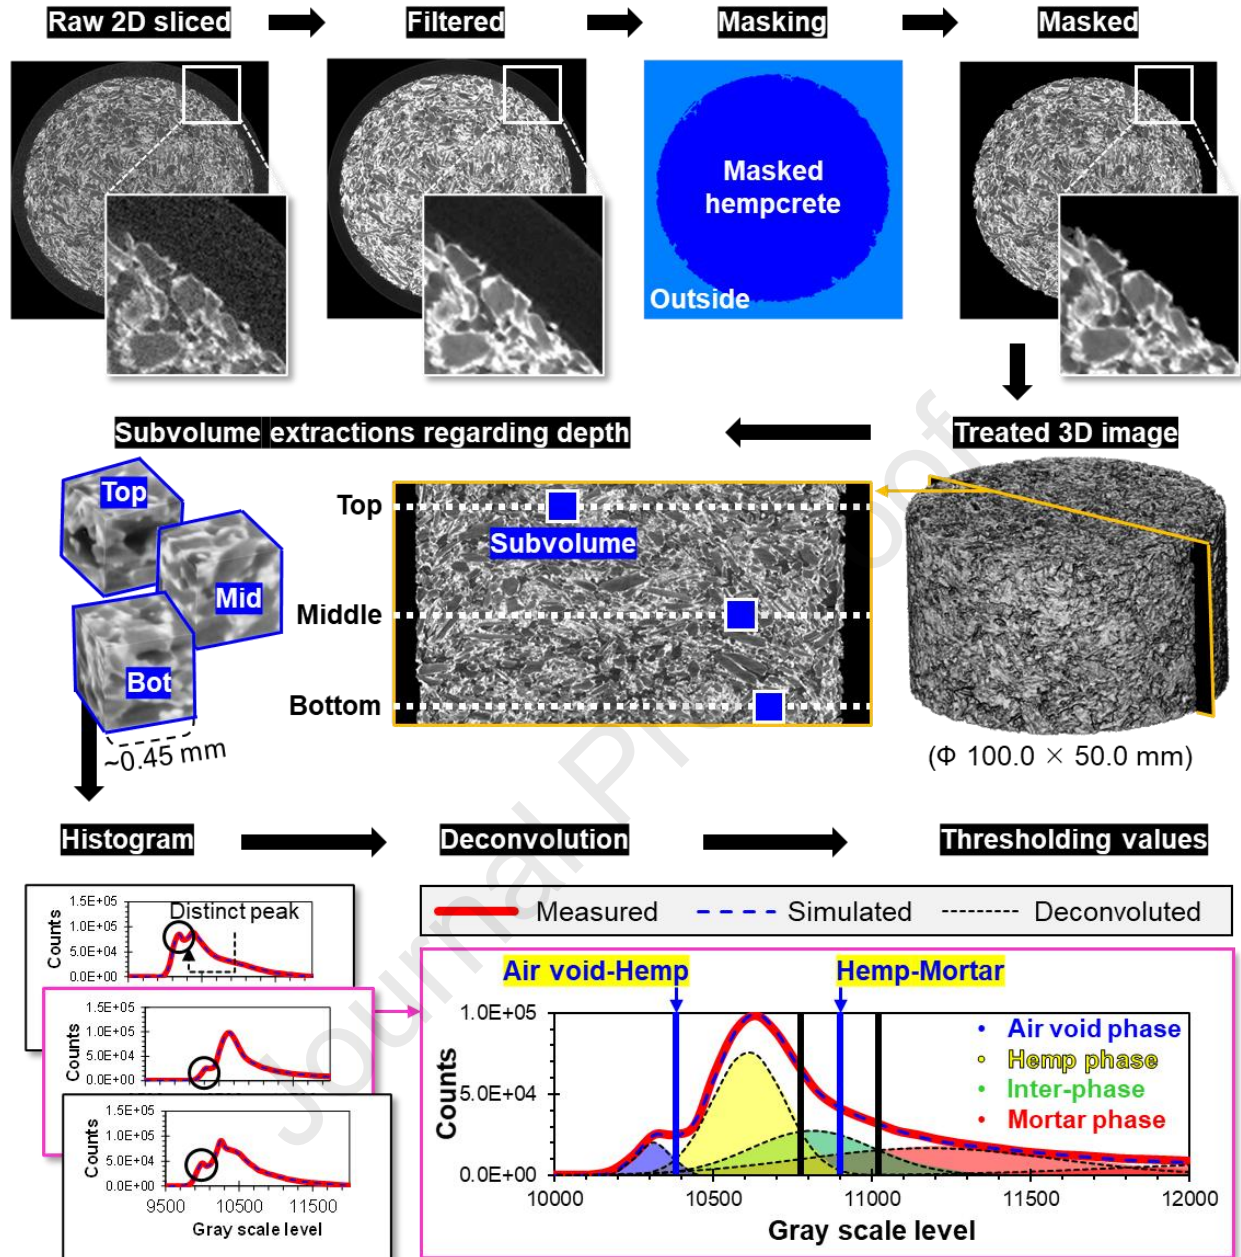 Raw 2D sliced
Filtered
Masking
Masked
Masked
hempcrete
Outside
Subvolume extractions regarding depth
Treated 3D image
Top
Mid
Bot
~0.45 mm
Top
Subvolume
Middle
Bottom
(Φ 100.0 × 50.0 mm)
Journal Pre-proof
Histogram
Deconvolution
Thresholding values
Counts
1.5E+05
1.0E+05
5.0E+04
0.0E+00
Distinct peak
Counts
1.5E+05
1.0E+05
5.0E+04
0.0E+00
11500
Counts
1.5E+05
1.0E+05
5.0E+04
0.0E+00
9500 10500 11500
Gray scale level
Measured Simulated Deconvoluted
Air void-Hemp
Hemp-Mortar
Counts
1.0E+05
5.0E+04
0.0E+00
Air void phase
Hemp phase
Inter-phase
Mortar phase
10000 10500 11000 11500 12000
Gray scale level